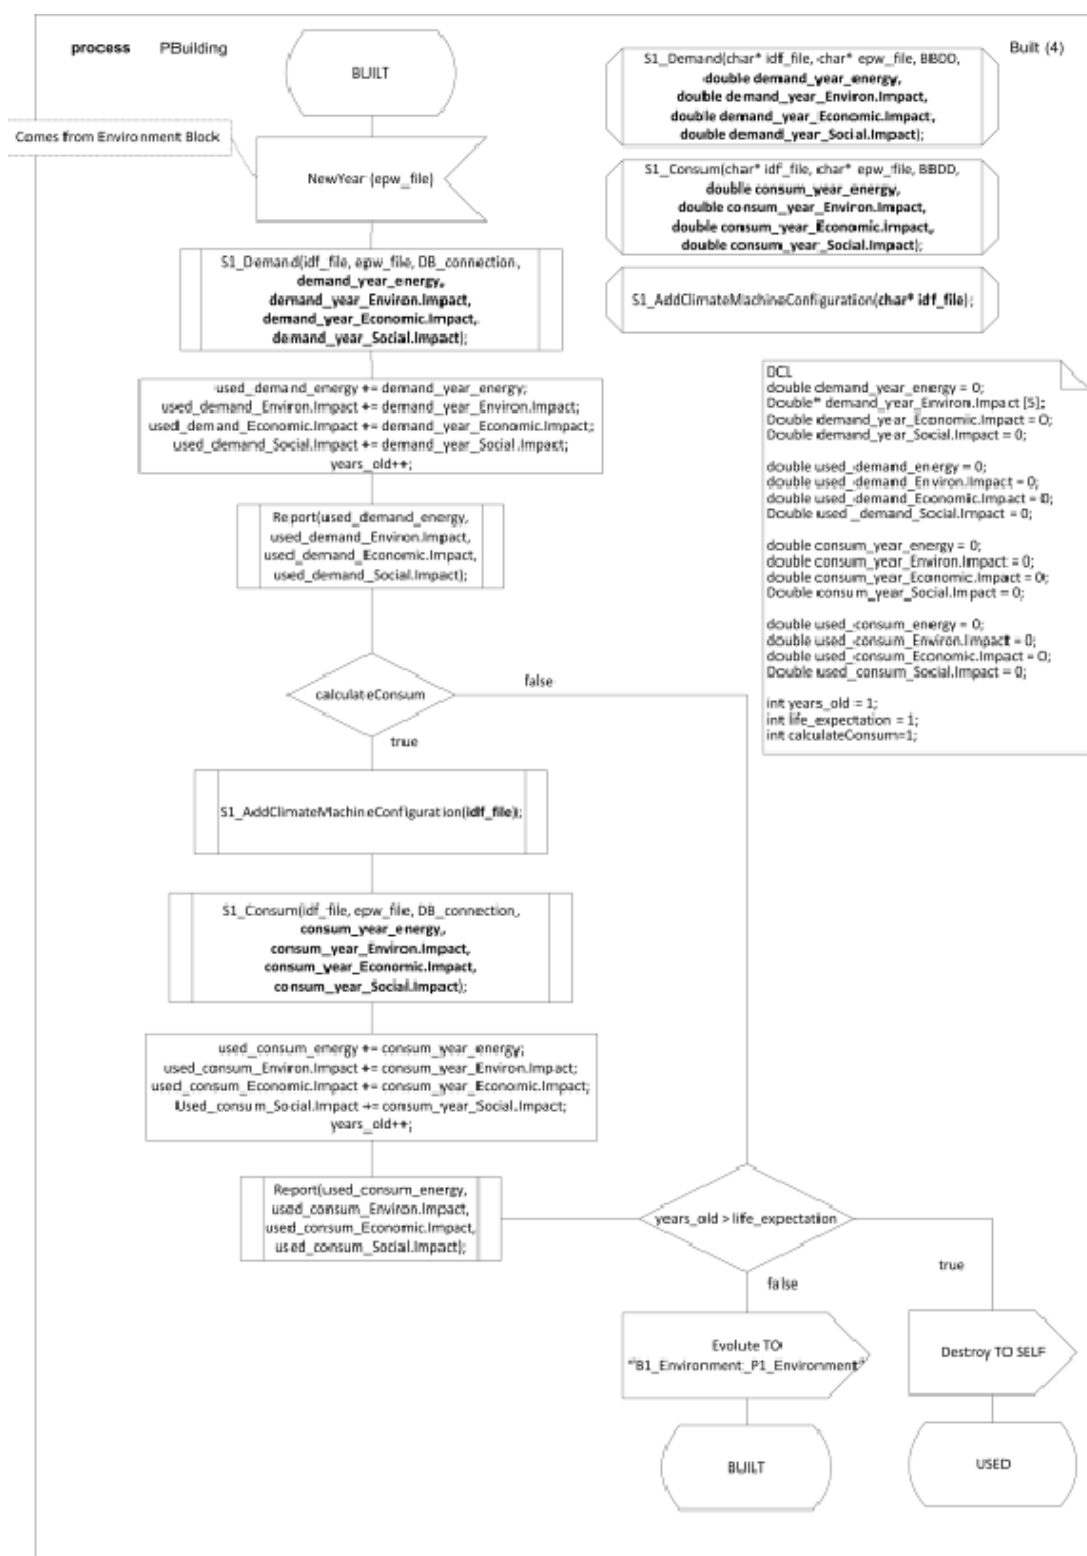 process PBuilding
Built (4)
BUILT
Comes from Environment Block
NewYear (epw_file)
S1_Demand(idf_file, epw_file, DB_connection,
demand_year_energy,
demand_year_Environ.Impact,
demand_year_Economic.Impact,
demand_year_Social.Impact);
used_demand_energy += demand_year_energy;
used_demand_Environ.Impact += demand_year_Environ.Impact;
used_demand_Economic.Impact += demand_year_Economic.Impact;
used_demand_Social.Impact += demand_year_Social.Impact;
years_old++;
Report(used_demand_energy,
used_demand_Environ.Impact,
used_demand_Economic.Impact,
used_demand_Social.Impact);
calculateConsum
false
true
S1_AddClimateMachineConfiguration(idf_file);
S1_Consum(idf_file, epw_file, DB_connection,
consum_year_energy,
consum_year_Environ.Impact,
consum_year_Economic.Impact,
consum_year_Social.Impact);
used_consum_energy += consum_year_energy;
used_consum_Environ.Impact += consum_year_Environ.Impact;
used_consum_Economic.Impact += consum_year_Economic.Impact;
Used_consum_Social.Impact += consum_year_Social.Impact;
years_old++;
Report(used_consum_energy,
used_consum_Environ.Impact,
used_consum_Economic.Impact,
used_consum_Social.Impact);
years_old > life_expectation
false
true
Evolute TO
"B1_Environment:_P1_Environment"
Destroy TO SELF
BUILT
USED
S1_Demand(char* idf_file, char* epw_file, BBDD,
double demand_year_energy,
double demand_year_Environ.Impact,
double demand_year_Economic.Impact,
double demand_year_Social.Impact);
S1_Consum(char* idf_file, char* epw_file, BBDD,
double consum_year_energy,
double consum_year_Environ.Impact,
double consum_year_Economic.Impact,
double consum_year_Social.Impact);
S1_AddClimateMachineConfiguration(char* idf_file);
DCL
double demand_year_energy = 0;
Double* demand_year_Environ.Impact [5];
Double demand_year_Economic.Impact = 0;
Double demand_year_Social.Impact = 0;
double used_demand_energy = 0;
double used_demand_Environ.Impact = 0;
double used_demand_Economic.Impact = 0;
Double used _demand_Social.Impact = 0;
double consum_year_energy = 0;
double consum_year_Environ.Impact = 0;
double consum_year_Economic.Impact = 0;
Double consum_year_Social.Impact = 0;
double used_consum_energy = 0;
double used_consum_Environ.Impact = 0;
double used_consum_Economic.Impact = 0;
Double used_consum_Social.Impact = 0;
int years_old = 1;
int life_expectation = 1;
int calculateConsum=1;